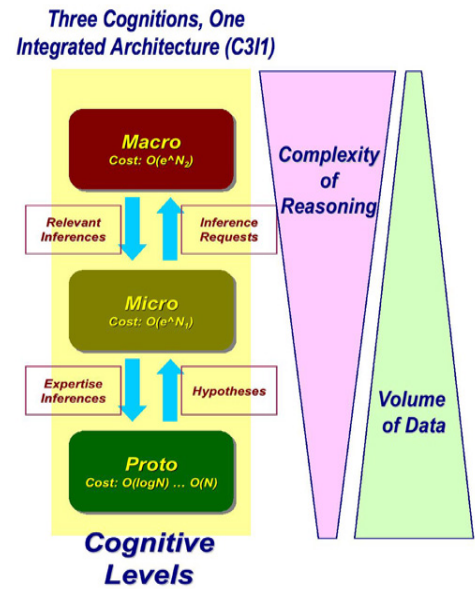 Three Cognitions, One
Integrated Architecture (C3I1)
Macro
Cost: O(e^N₂)
Relevant
Inferences
Inference
Requests
Micro
Cost: O(e^N₁)
Expertise
Inferences
Hypotheses
Proto
Cost: O(logN) ... O(N)
Cognitive
Levels
Complexity
of
Reasoning
Volume
of Data